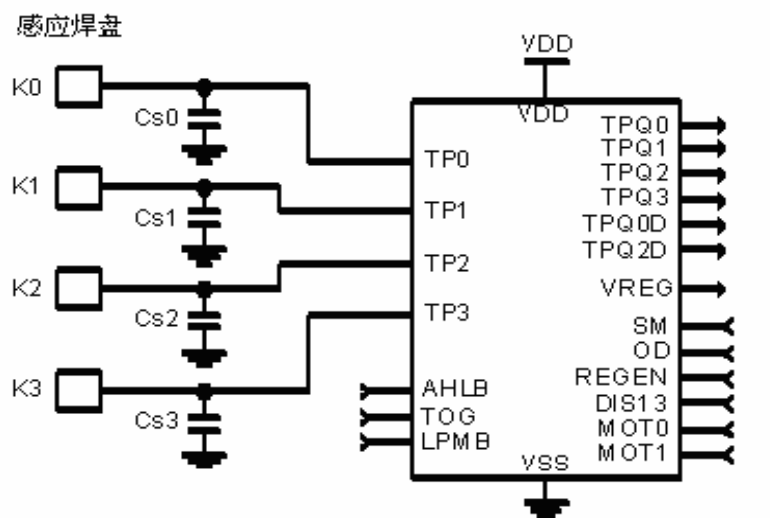 感应焊盘
VDD
K0
Cs0
VDD
TP0
TPQ0
TPQ1
TPQ2
K1
Cs1
TP1
TPQ3
TPQ0D
TPQ2D
K2
Cs2
TP2
VREG
TP3
SM
OD
K3
Cs3
AHLB
TOG
LPMB
REGEN
DIS13
MOT0
MOT1
VSS